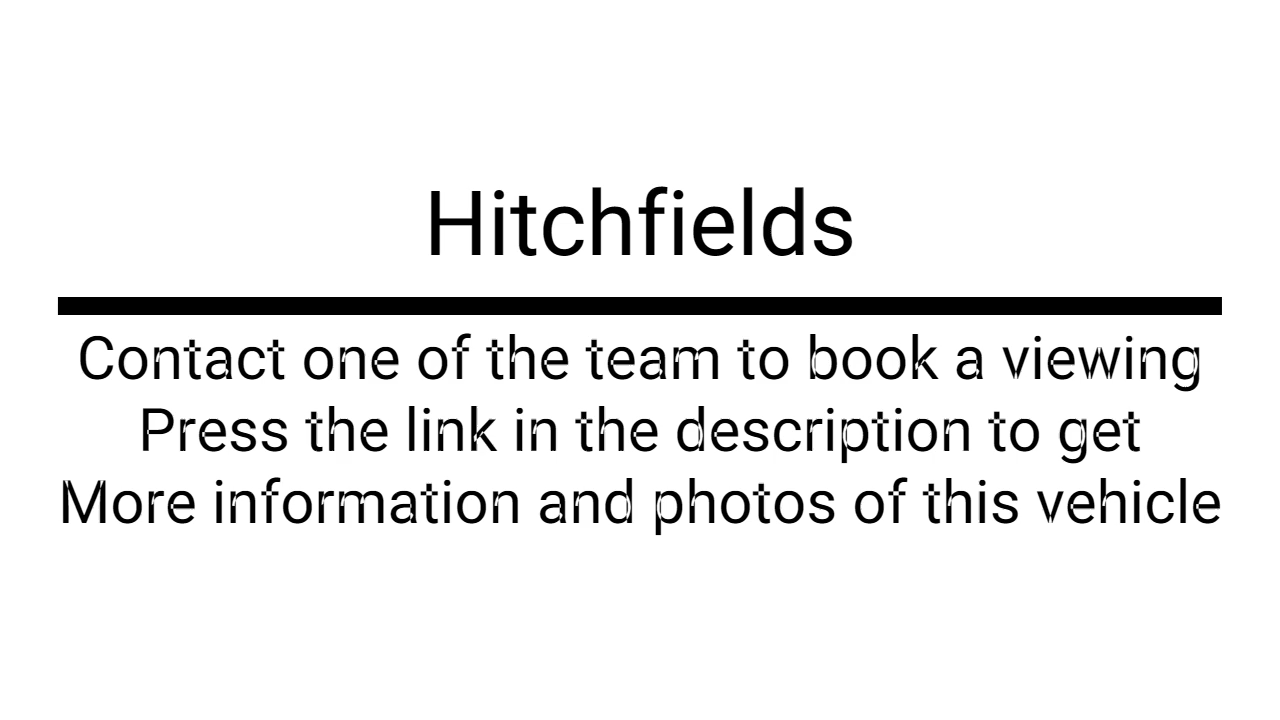 Hitchfields
Contact one of the team to book a viewing
Press the link in the description to get
More information and photos of this vehicle